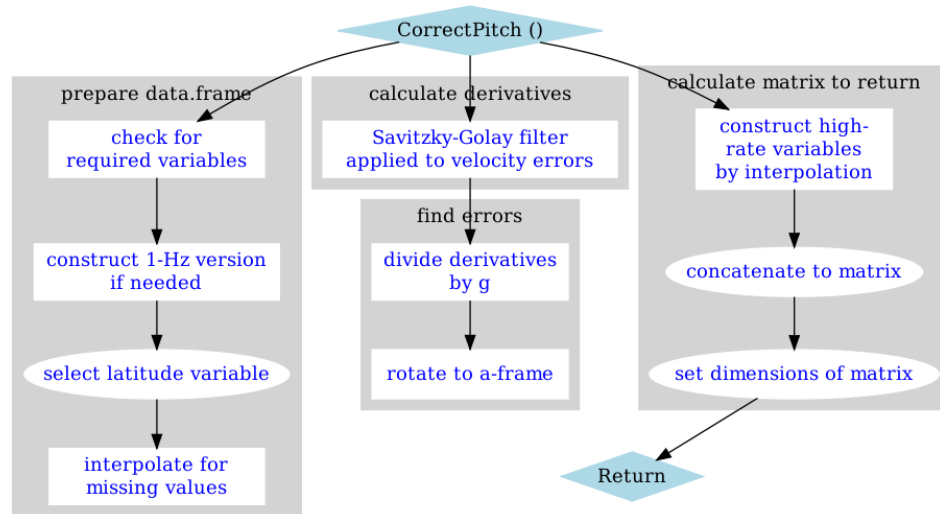 CorrectPitch ()
prepare data.frame
check for
required variables
construct 1-Hz version
if needed
select latitude variable
interpolate for
missing values
calculate derivatives
Savitzky-Golay filter
applied to velocity errors
find errors
divide derivatives
by g
rotate to a-frame
calculate matrix to return
construct high-
rate variables
by interpolation
concatenate to matrix
set dimensions of matrix
Return